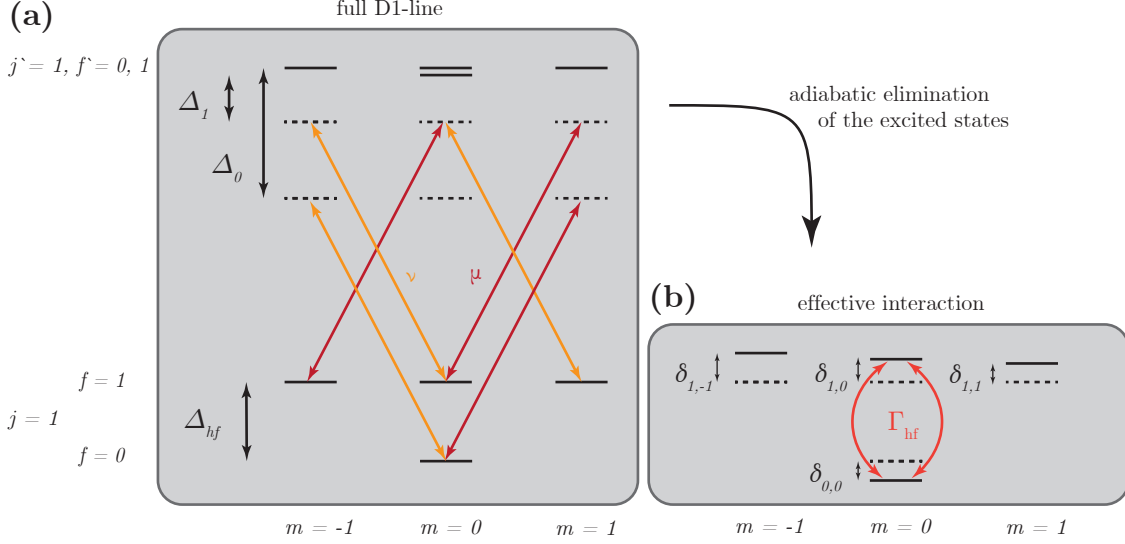 (a)
full D1-line
j` = 1, f` = 0, 1
Δ1
Δ0
ν
μ
f = 1
j = 1
Δhf
f = 0
m = -1
m = 0
m = 1
adiabatic elimination
of the excited states
(b)
effective interaction
δ1,-1
δ1,0
δ1,1
Γhf
δ0,0
m = -1
m = 0
m = 1